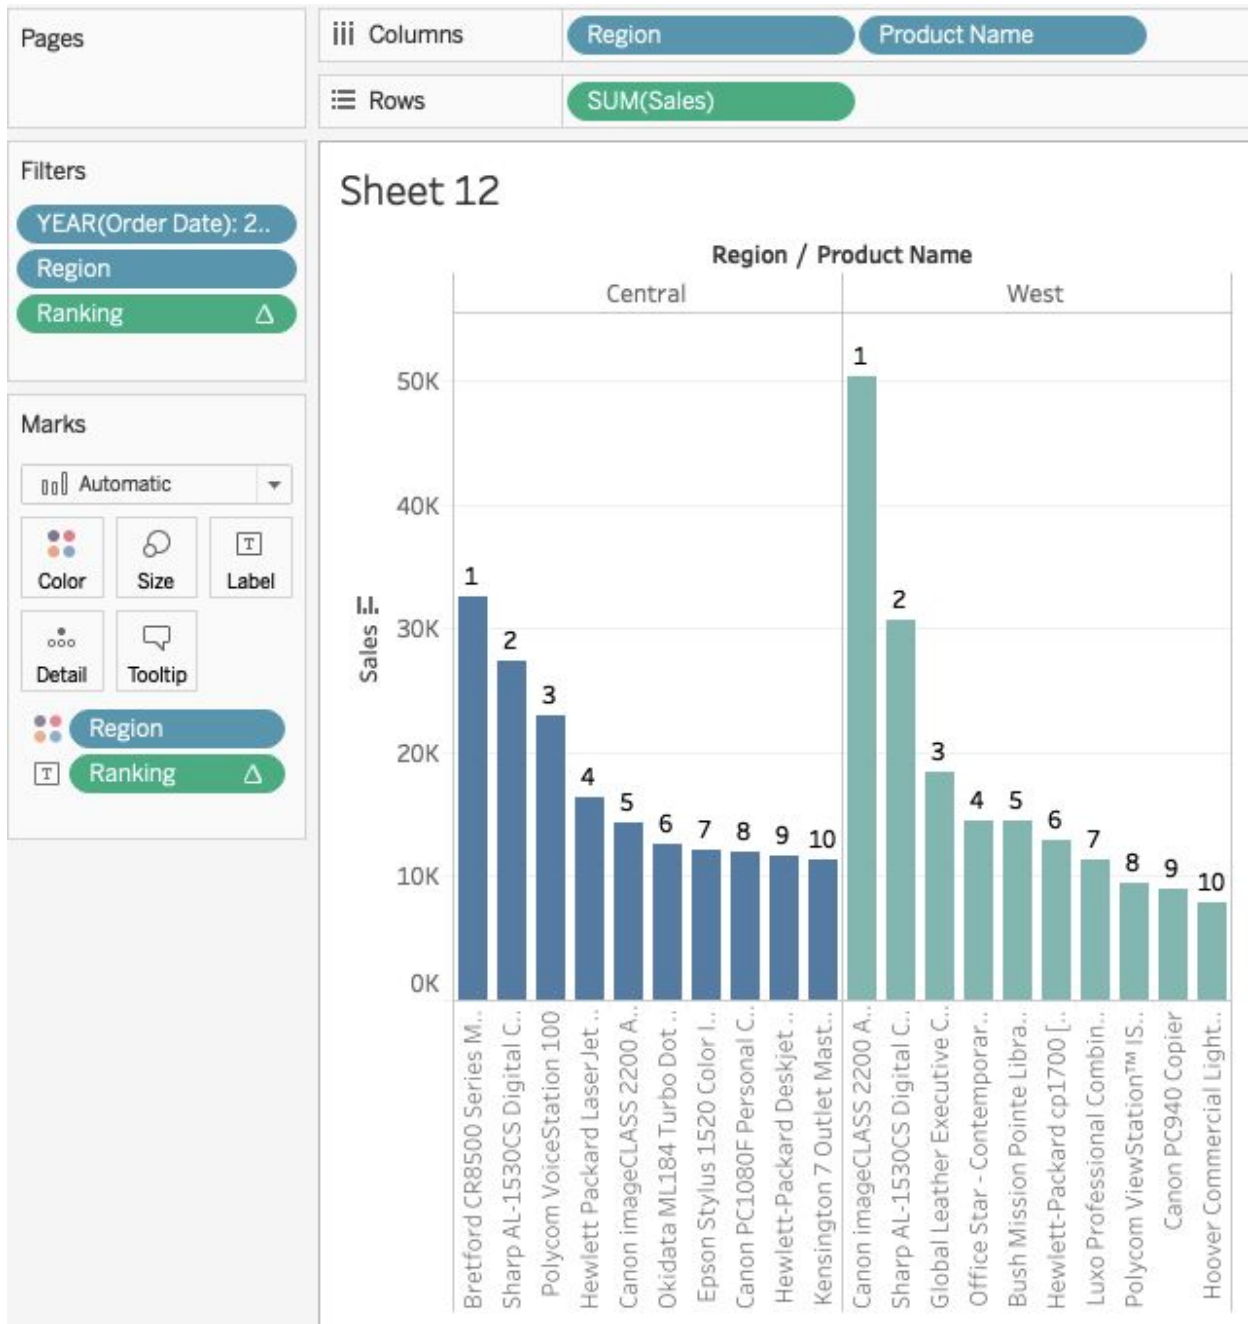 Pages
Columns
Region
Product Name
Rows
SUM(Sales)
Filters
YEAR(Order Date): 2..
Region
Ranking
Marks
Automatic
Color
Size
Label
Detail
Tooltip
Region
Ranking
Sheet 12
Region / Product Name
Central
West
Sales
50K
40K
30K
20K
10K
0K
1
2
3
4
5
6
7
8
9
10
1
2
3
4
5
6
7
8
9
10
Bretford CR8500 Series M..
Sharp AL-1530CS Digital C..
Polycom VoiceStation 100
Hewlett Packard LaserJet ..
Canon imageCLASS 2200 A..
Okidata ML184 Turbo Dot ..
Epson Stylus 1520 Color I..
Canon PC1080F Personal C..
Hewlett-Packard Deskjet ..
Kensington 7 Outlet Mast..
Canon imageCLASS 2200 A..
Sharp AL-1530CS Digital C..
Global Leather Executive C..
Office Star - Contemporar..
Bush Mission Pointe Libra..
Hewlett-Packard cp1700 [..
Luxo Professional Combin..
Polycom ViewStation™ IS..
Canon PC940 Copier
Hoover Commercial Light..